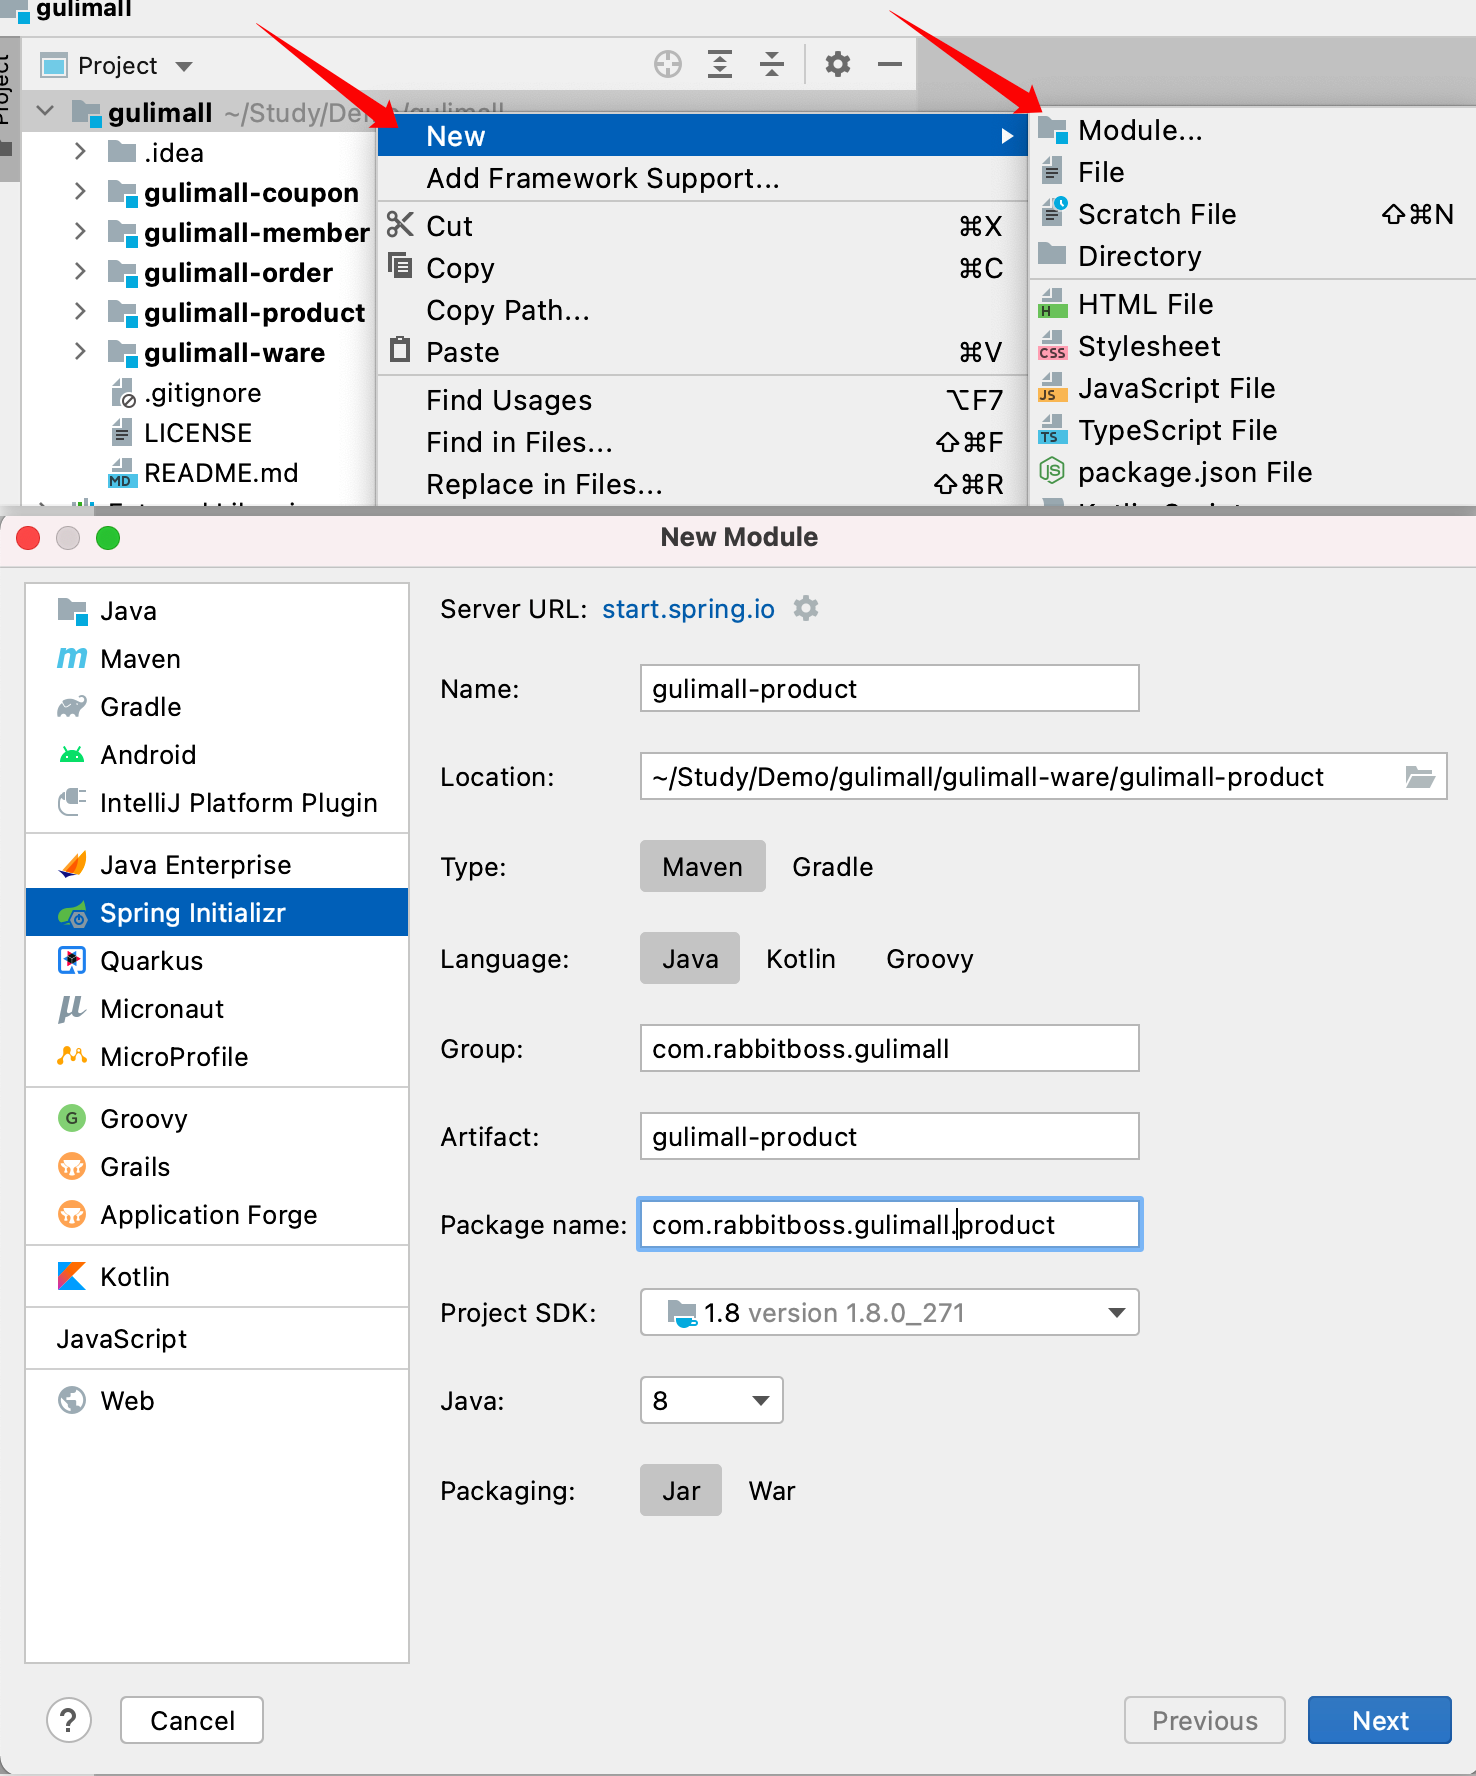 gulimall
Project
Project
gulimall ~/Study/Demo/gulimall
.idea
gulimall-coupon
gulimall-member
gulimall-order
gulimall-product
gulimall-ware
.gitignore
LICENSE
MD README.md
New
Add Framework Support...
Cut ⌘X
Copy ⌘C
Copy Path...
Paste ⌘V
Find Usages ⌥F7
Find in Files... ⇧⌘F
Replace in Files... ⇧⌘R
Module...
File
Scratch File ⇧⌘N
Directory
H HTML File
CSS Stylesheet
JS JavaScript File
TS TypeScript File
JS package.json File
New Module
Java
Maven
Gradle
Android
IntelliJ Platform Plugin
Java Enterprise
Spring Initializr
Quarkus
Micronaut
MicroProfile
G Groovy
Grails
Application Forge
Kotlin
JavaScript
Web
Server URL: start.spring.io
Name: gulimall-product
Location: ~/Study/Demo/gulimall/gulimall-ware/gulimall-product
Type: Maven Gradle
Language: Java Kotlin Groovy
Group: com.rabbitboss.gulimall
Artifact: gulimall-product
Package name: com.rabbitboss.gulimall.product
Project SDK: 1.8 version 1.8.0_271
Java: 8
Packaging: Jar War
? Cancel Previous Next